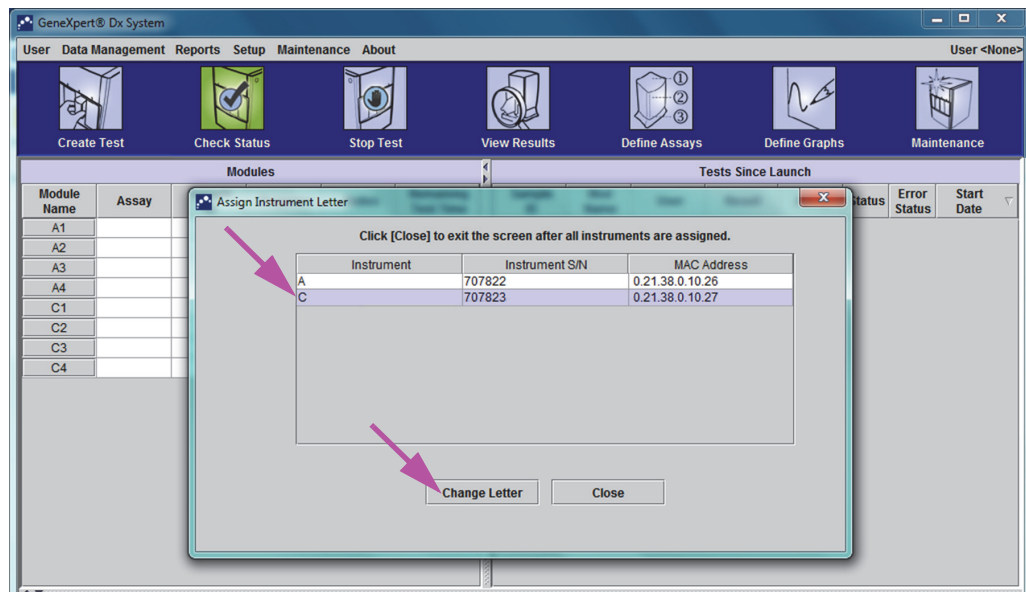 GeneXpert® Dx System
User Data Management Reports Setup Maintenance About User <None>
Create Test Check Status Stop Test View Results Define Assays Define Graphs Maintenance
① ② ③
Modules Tests Since Launch
Module Name Assay Status Error Status Start Date
Assign Instrument Letter
Click [Close] to exit the screen after all instruments are assigned.
Instrument Instrument S/N MAC Address
A 707822 0.21.38.0.10.26
C 707823 0.21.38.0.10.27
A1
A2
A3
A4
C1
C2
C3
C4
Change Letter Close